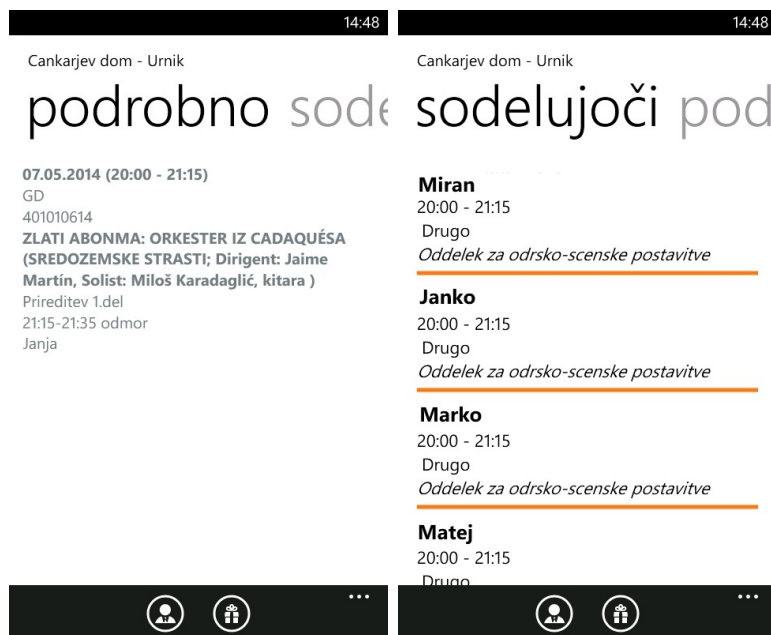 14:48
Cankarjev dom - Urnik
podrobno sode
07.05.2014 (20:00 - 21:15)
GD
401010614
ZLATI ABONMA: ORKESTER IZ CADAQUÉSA
(SREDOZEMSKE STRASTI; Dirigent: Jaime
Martín, Solist: Miloš Karadaglić, kitara )
Prireditev 1.del
21:15-21:35 odmor
Janja
14:48
Cankarjev dom - Urnik
sodelujoči pod
Miran
20:00 - 21:15
Drugo
Oddelek za odrsko-scenske postavitve
Janko
20:00 - 21:15
Drugo
Oddelek za odrsko-scenske postavitve
Marko
20:00 - 21:15
Drugo
Oddelek za odrsko-scenske postavitve
Matej
20:00 - 21:15
Drugo